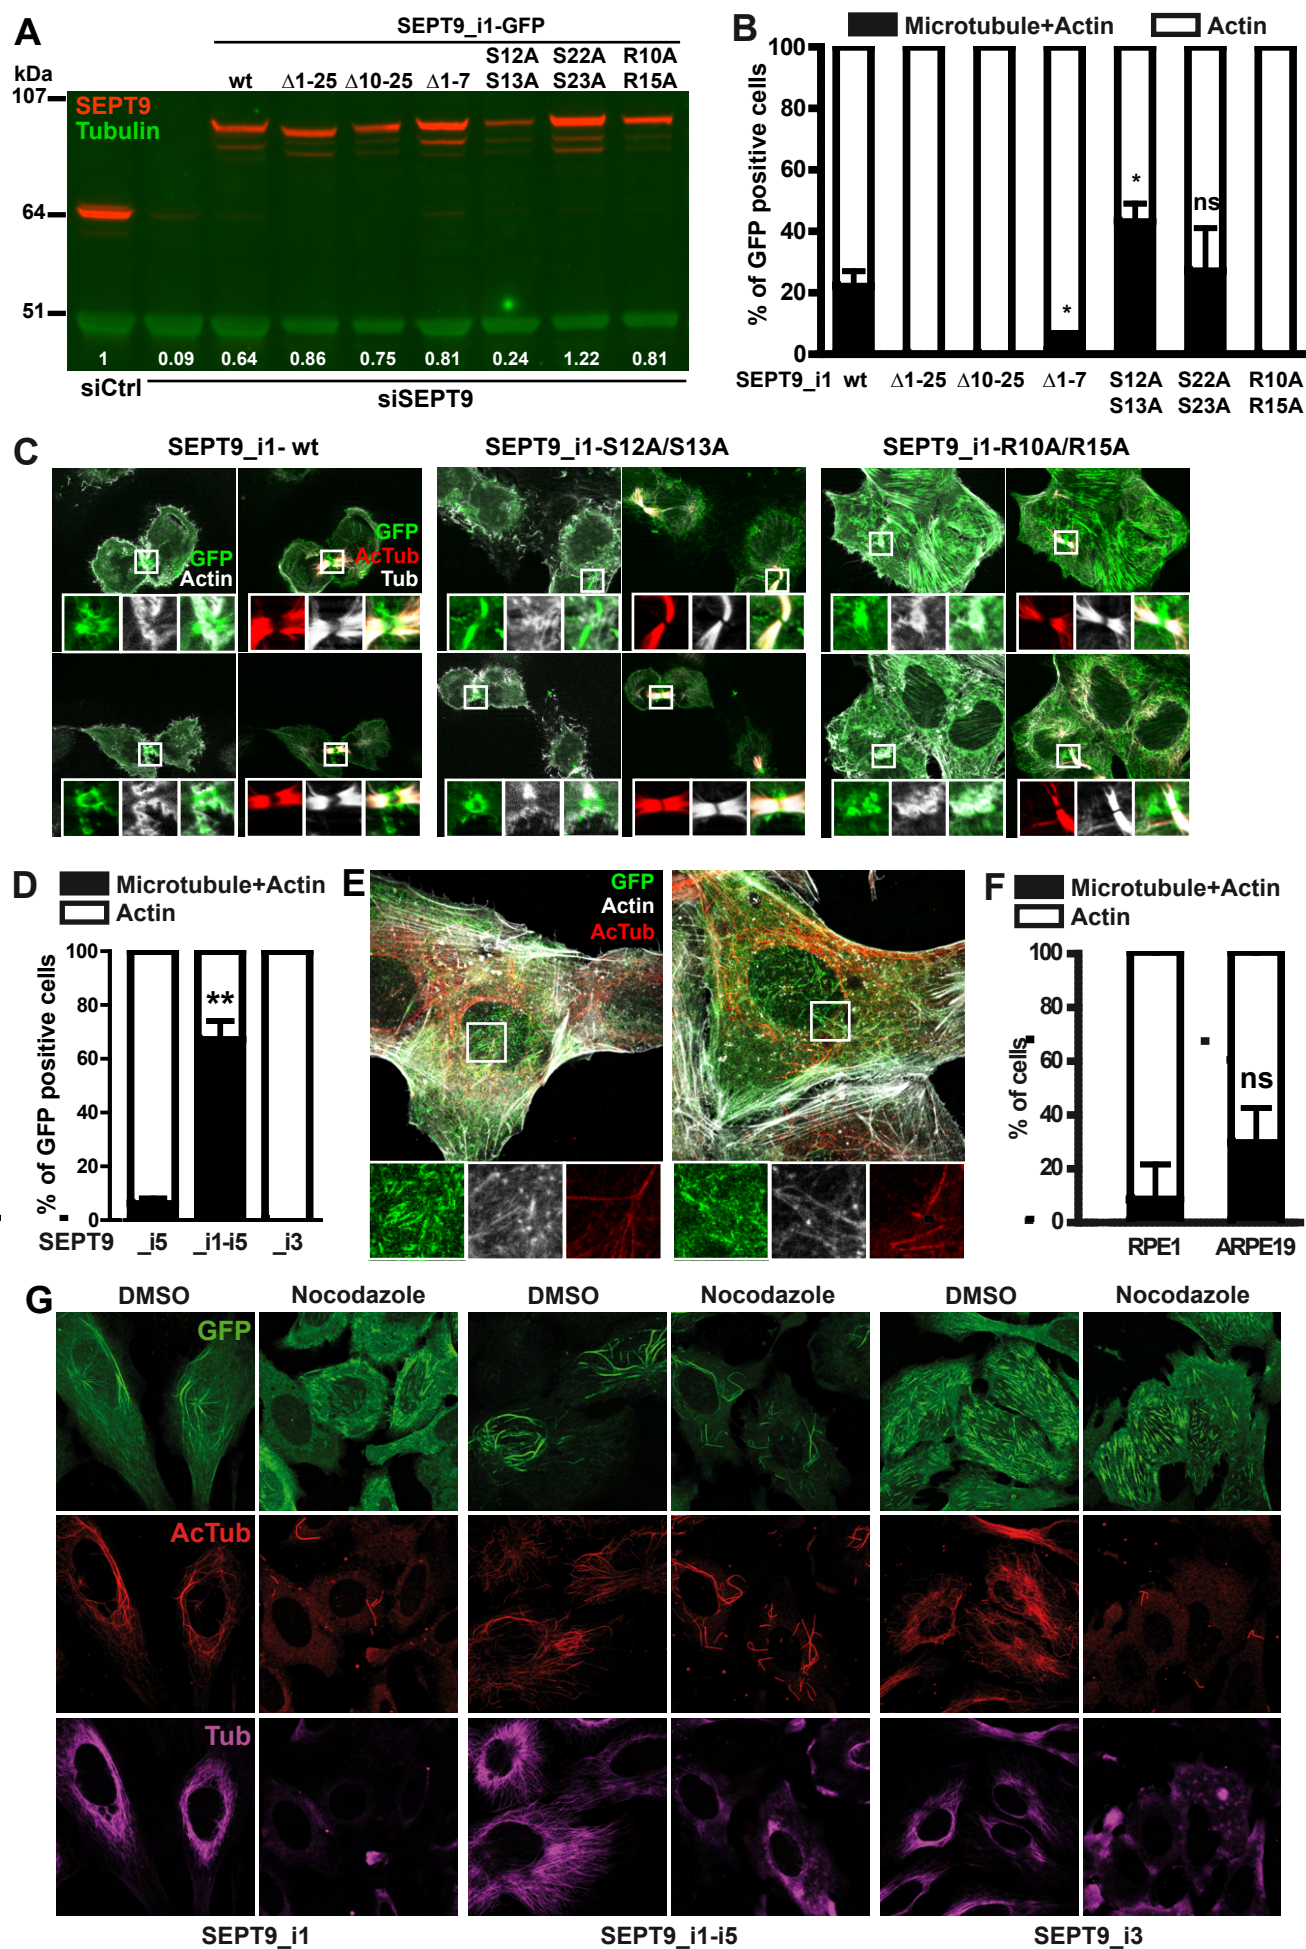 A
SEPT9_i1-GFP
S12A S22A R10A
kDa wt Δ1-25 Δ10-25 Δ1-7 S13A S23A R15A
107
SEPT9
Tubulin
64
51
1 0.09 0.64 0.86 0.75 0.81 0.24 1.22 0.81
siCtrl
siSEPT9
B
Microtubule+Actin Actin
% of GFP positive cells
100
80
60
40
20
0
*
*
ns
SEPT9_i1 wt Δ1-25 Δ10-25 Δ1-7 S12A S22A R10A
S13A S23A R15A
C
SEPT9_i1- wt SEPT9_i1-S12A/S13A SEPT9_i1-R10A/R15A
GFP
Actin
GFP
AcTub
Tub
D
Microtubule+Actin
Actin
% of GFP positive cells
100
80
60
40
20
0
**
SEPT9 _i5 _i1-i5 _i3
E
GFP
Actin
AcTub
F
Microtubule+Actin
Actin
% of cells
100
80
60
40
20
0
ns
RPE1 ARPE19
G
DMSO Nocodazole DMSO Nocodazole DMSO Nocodazole
GFP
AcTub
Tub
SEPT9_i1 SEPT9_i1-i5 SEPT9_i3